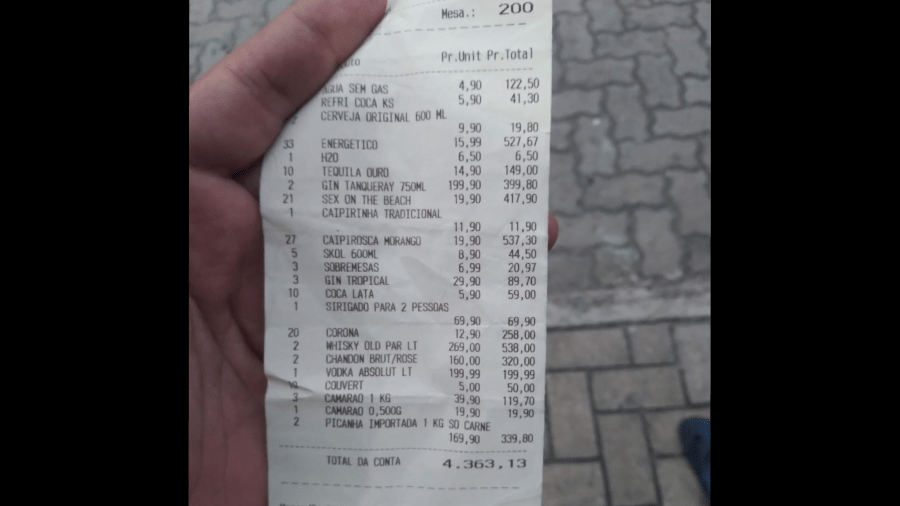 Mesa.: 200
Pr.Unit Pr.Total
AGUA SEM GAS 4,90 122,50
REFRI COCA KS 5,90 41,30
2 CERVEJA ORIGINAL 600 ML
9,90 19,80
33 ENERGETICO 15,99 527,67
1 H2O 6,50 6,50
10 TEQUILA OURO 14,90 149,00
2 GIN TANQUERAY 750ML 199,90 399,80
21 SEX ON THE BEACH 19,90 417,90
1 CAIPIRINHA TRADICIONAL
11,90 11,90
27 CAIPIROSCA MORANGO 19,90 537,30
5 SKOL 600ML 8,90 44,50
3 SOBREMESAS 6,99 20,97
3 GIN TROPICAL 29,90 89,70
10 COCA LATA 5,90 59,00
1 SIRIGADO PARA 2 PESSOAS
69,90 69,90
20 CORONA 12,90 258,00
2 WHISKY OLD PAR LT 269,00 538,00
2 CHANDON BRUT/ROSE 160,00 320,00
1 VODKA ABSOLUT LT 199,99 199,99
10 COUVERT 5,00 50,00
3 CAMARAO 1 KG 39,90 119,70
1 CAMARAO 0,500G 19,90 19,90
2 PICANHA IMPORTADA 1 KG SO CARNE
169,90 339,80
TOTAL DA CONTA 4.363,13